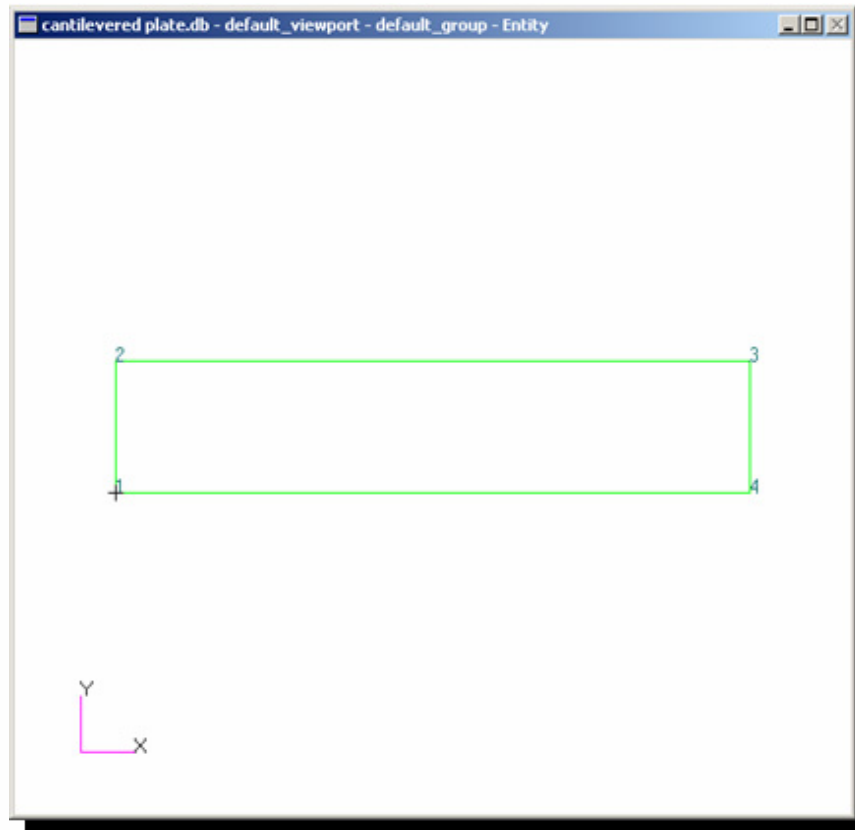 cantilevered plate.db - default_viewport - default_group - Entity
2 3
1 4
Y
X